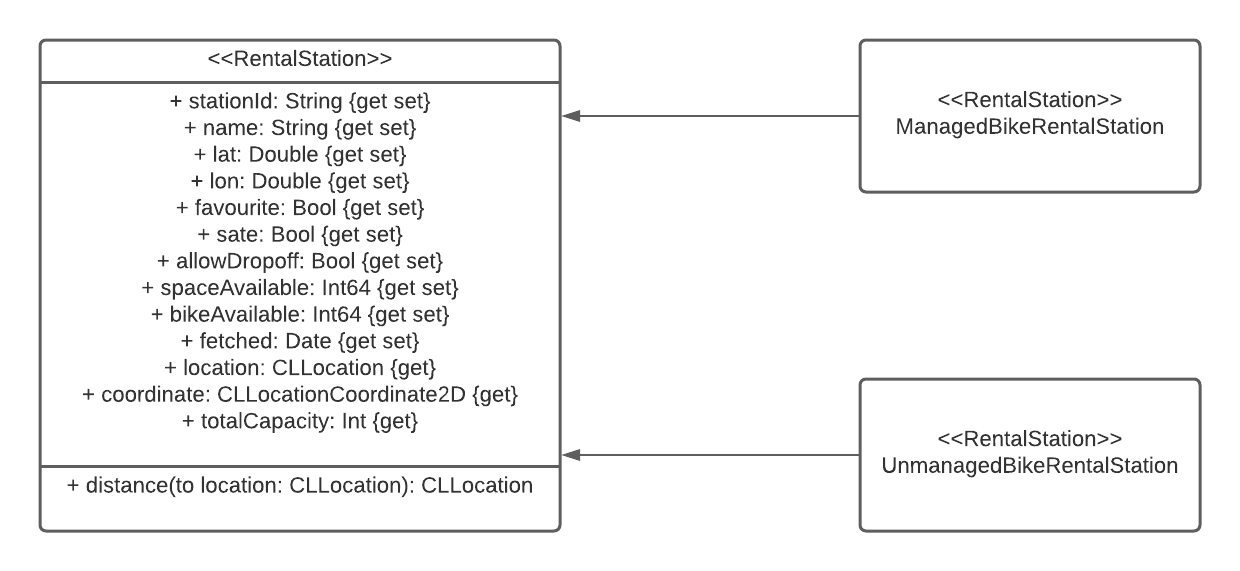 <<RentalStation>>
+ stationId: String {get set}
+ name: String {get set}
+ lat: Double {get set}
+ lon: Double {get set}
+ favourite: Bool {get set}
+ sate: Bool {get set}
+ allowDropoff: Bool {get set}
+ spaceAvailable: Int64 {get set}
+ bikeAvailable: Int64 {get set}
+ fetched: Date {get set}
+ location: CLLocation {get}
+ coordinate: CLLocationCoordinate2D {get}
+ totalCapacity: Int {get}
+ distance(to location: CLLocation): CLLocation
<<RentalStation>>
ManagedBikeRentalStation
<<RentalStation>>
UnmanagedBikeRentalStation